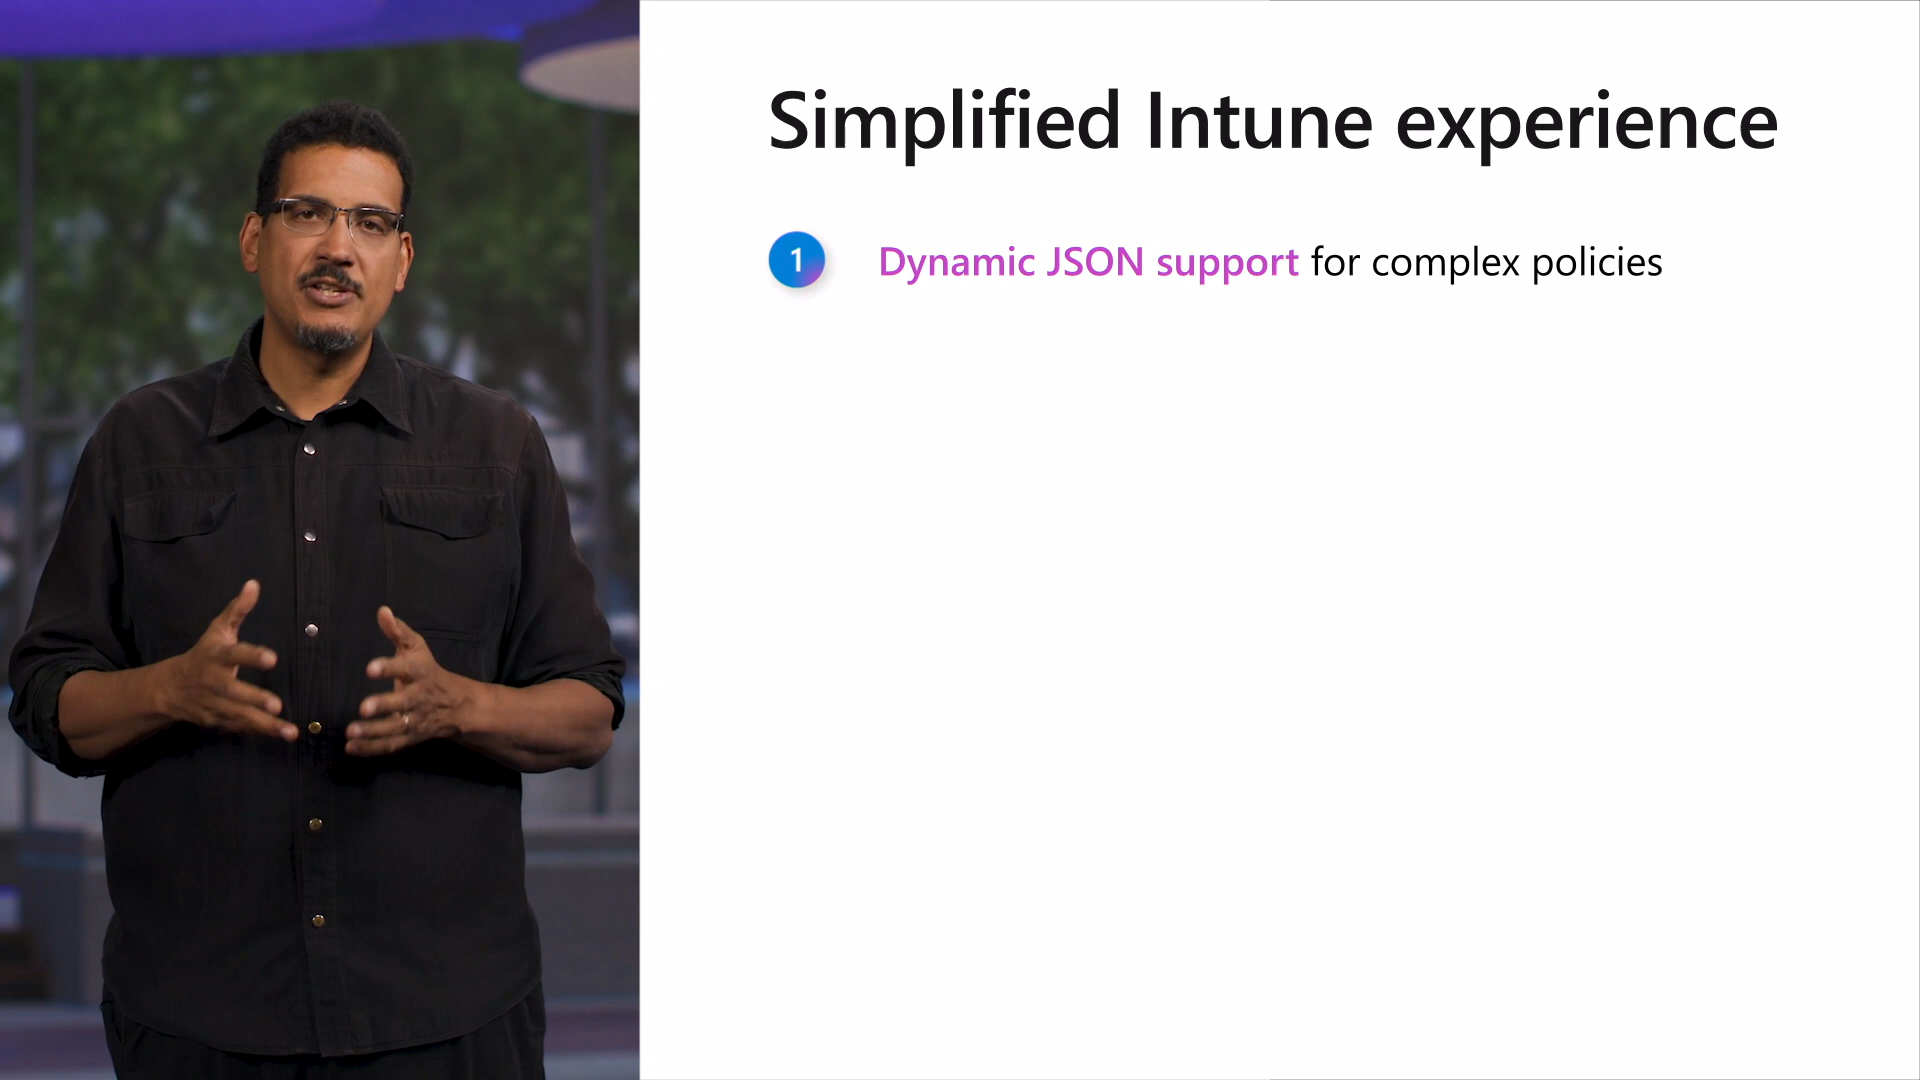 Simplified Intune experience
1 Dynamic JSON support for complex policies